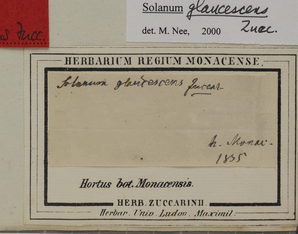 Solanum glaucescens
Zucc.
det. M. Nee, 2000
Zucc.
HERBARIUM REGIUM MONACENSE.
Solanum glaucescens Zuccar.
h. Monac.
1835
Hortus bot. Monacensis.
HERB. ZUCCARINII
Herbar. Univ. Ludov. Maximil.